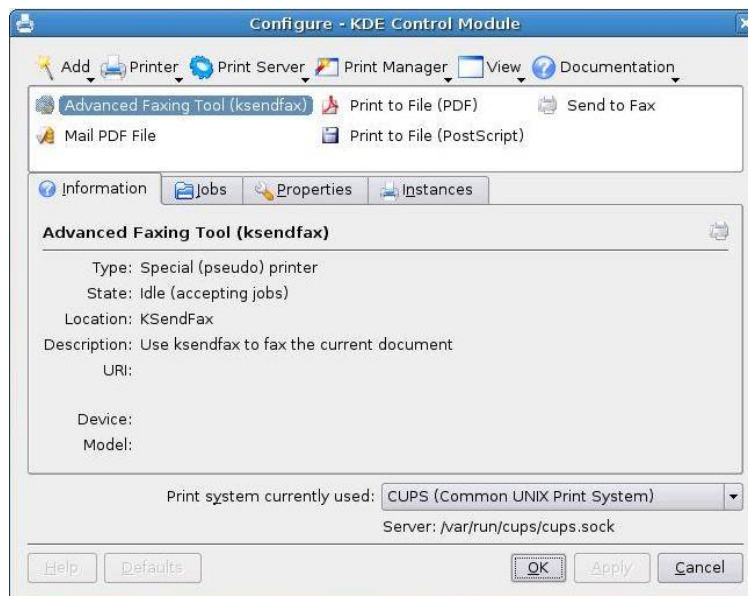 Configure - KDE Control Module
Add Printer Print Server Print Manager View Documentation
Advanced Faxing Tool (ksendfax) Print to File (PDF) Send to Fax
Mail PDF File Print to File (PostScript)
Information Jobs Properties Instances
Advanced Faxing Tool (ksendfax)
Type: Special (pseudo) printer
State: Idle (accepting jobs)
Location: KSendFax
Description: Use ksendfax to fax the current document
URI:
Device:
Model:
Print system currently used: CUPS (Common UNIX Print System)
Server: /var/run/cups/cups.sock
Help Defaults OK Apply Cancel